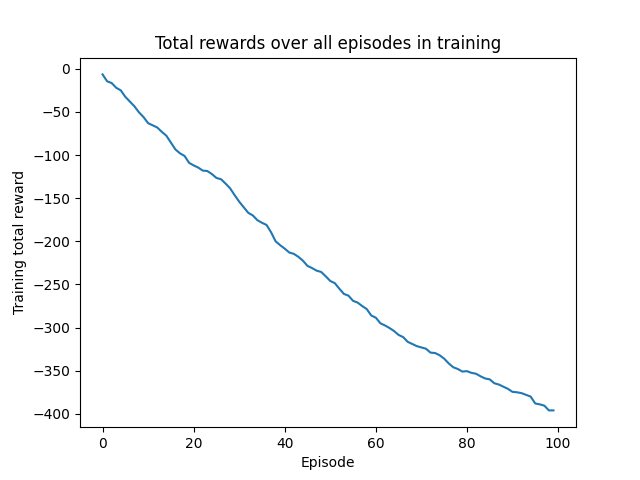 Total rewards over all episodes in training
0
−50
−100
−150
−200
−250
−300
−350
−400
Training total reward
0 20 40 60 80 100
Episode